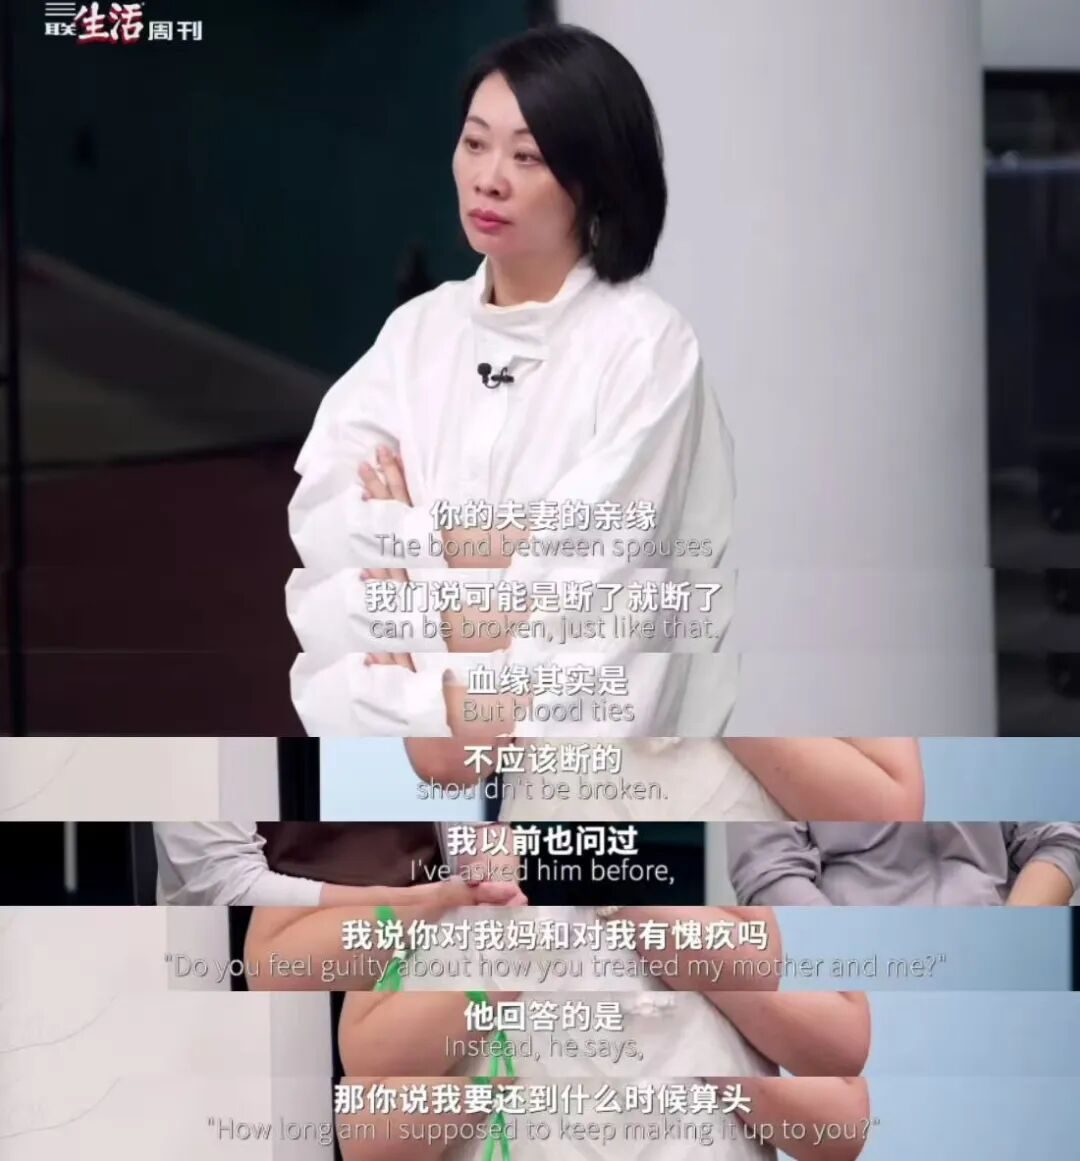 三联生活周刊
你的夫妻的亲缘
The bond between spouses
我们说可能是断了就断了
can be broken, just like that.
血缘其实是
But blood ties
不应该断的
shouldn't be broken.
我以前也问过
I've asked him before,
我说你对我妈和对我有愧疚吗
"Do you feel guilty about how you treated my mother and me?"
他回答的是
Instead, he says,
那你说我要还到什么时候算头
"How long am I supposed to keep making it up to you?"